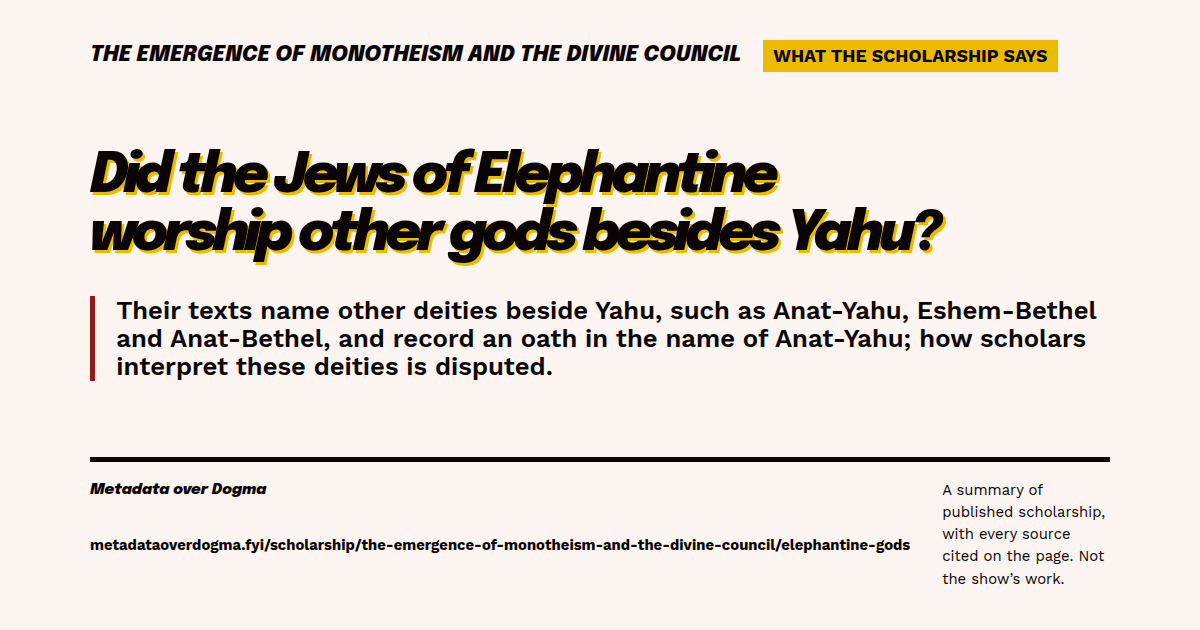 THE EMERGENCE OF MONOTHEISM AND THE DIVINE COUNCIL
WHAT THE SCHOLARSHIP SAYS
Did the Jews of Elephantine
worship other gods besides Yahu?
Their texts name other deities beside Yahu, such as Anat-Yahu, Eshem-Bethel
and Anat-Bethel, and record an oath in the name of Anat-Yahu; how scholars
interpret these deities is disputed.
Metadata over Dogma
metadataoverdogma.fyi/scholarship/the-emergence-of-monotheism-and-the-divine-council/elephantine-gods
A summary of
published scholarship,
with every source
cited on the page. Not
the show’s work.